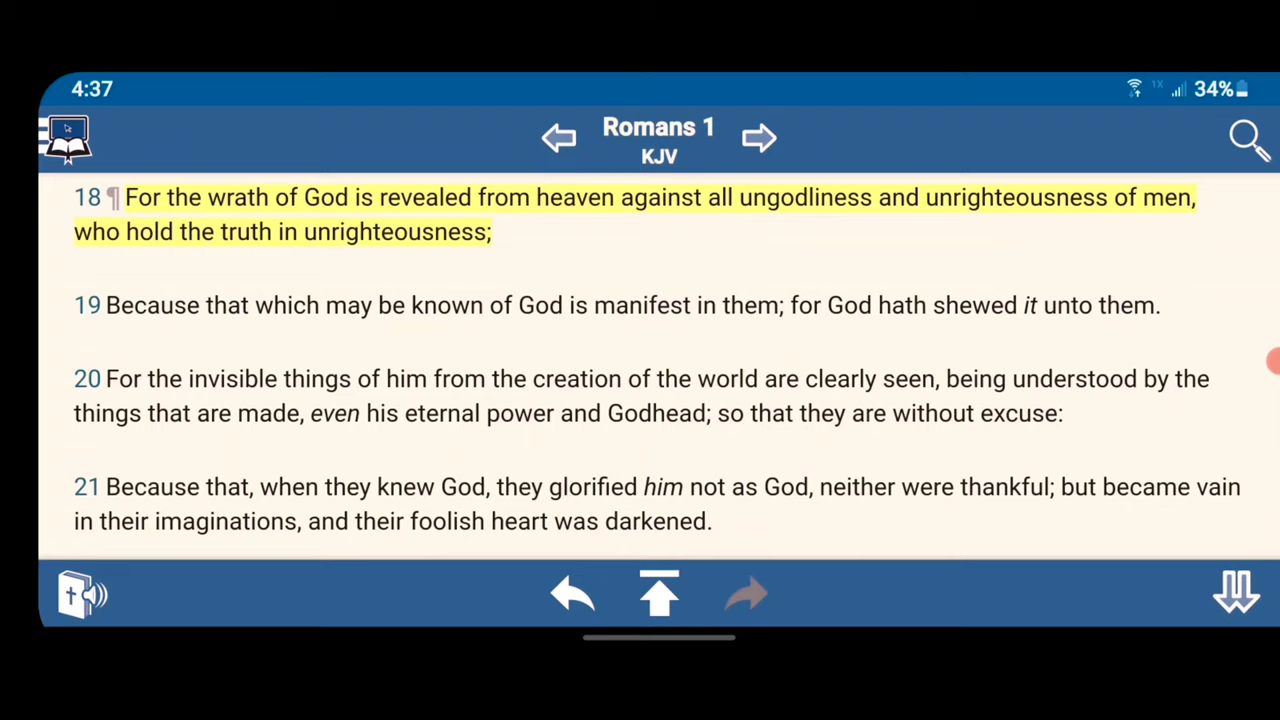 4:37
1X
34%
Romans 1
KJV
18 ¶ For the wrath of God is revealed from heaven against all ungodliness and unrighteousness of men,
who hold the truth in unrighteousness;
19 Because that which may be known of God is manifest in them; for God hath shewed it unto them.
20 For the invisible things of him from the creation of the world are clearly seen, being understood by the
things that are made, even his eternal power and Godhead; so that they are without excuse:
21 Because that, when they knew God, they glorified him not as God, neither were thankful; but became vain
in their imaginations, and their foolish heart was darkened.